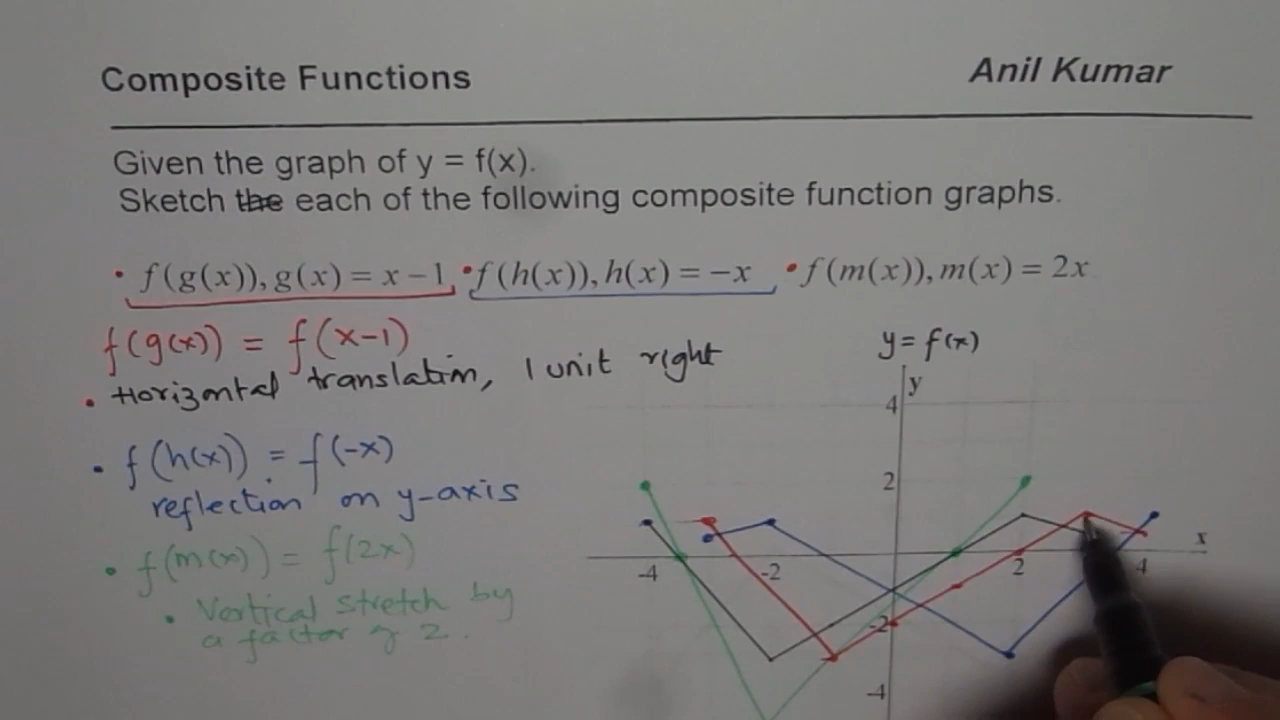 Composite Functions
Anil Kumar
Given the graph of y = f(x).
Sketch the each of the following composite function graphs.
• f(g(x)), g(x) = x − 1 • f(h(x)), h(x) = −x • f(m(x)), m(x) = 2x
f(g(x)) = f(x-1)
• Horizontal translation, 1 unit right
• f(h(x)) = f(-x)
reflection on y-axis
• f(m(x)) = f(2x)
• Vertical stretch by
a factor of 2.
y = f(x)
y
4
2
x
-4 -2 2 4
-2
-4